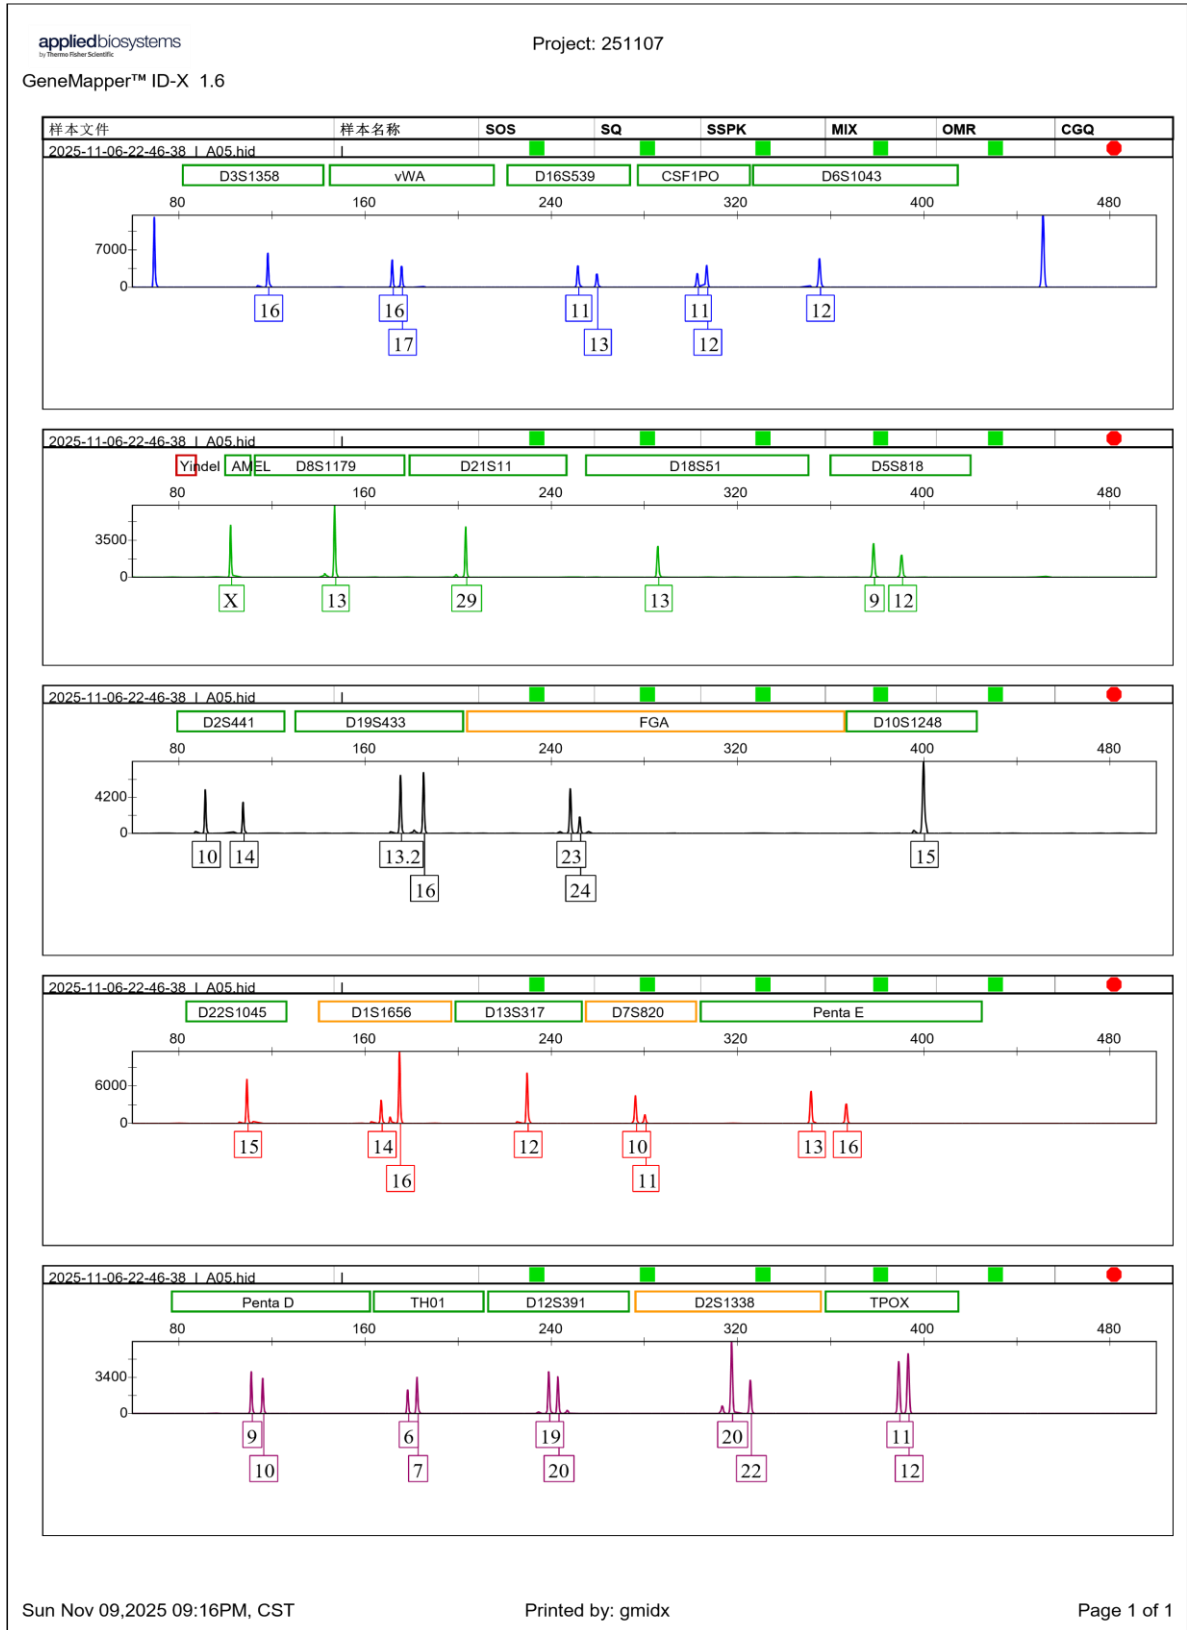 appliedbiosystems
by Thermo Fisher Scientific
Project: 251107
GeneMapper™ ID-X 1.6
样本文件 样本名称 SOS SQ SSPK MIX OMR CGQ
2025-11-06-22-46-38 | A05.hid |
D3S1358 vWA D16S539 CSF1PO D6S1043
80 160 240 320 400 480
7000
0
16 16 11 11 12
17 13 12
2025-11-06-22-46-38 | A05.hid |
Yindel AMEL D8S1179 D21S11 D18S51 D5S818
80 160 240 320 400 480
3500
0
X 13 29 13 9 12
2025-11-06-22-46-38 | A05.hid |
D2S441 D19S433 FGA D10S1248
80 160 240 320 400 480
4200
0
10 14 13.2 23 15
16 24
2025-11-06-22-46-38 | A05.hid |
D22S1045 D1S1656 D13S317 D7S820 Penta E
80 160 240 320 400 480
6000
0
15 14 12 10 13 16
16 11
2025-11-06-22-46-38 | A05.hid |
Penta D TH01 D12S391 D2S1338 TPOX
80 160 240 320 400 480
3400
0
9 6 19 20 11
10 7 20 22 12
Sun Nov 09,2025 09:16PM, CST Printed by: gmidx Page 1 of 1